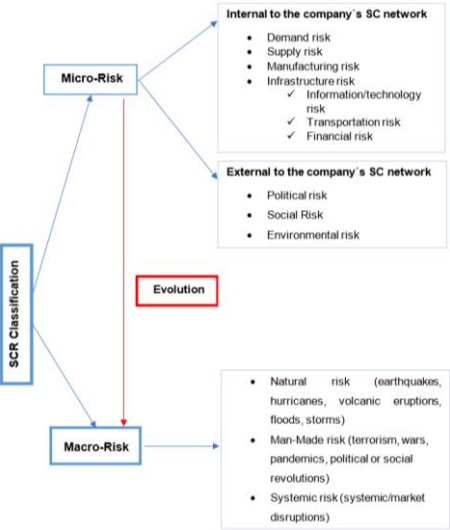 Internal to the company´s SC network
• Demand risk
• Supply risk
• Manufacturing risk
• Infrastructure risk
✓ Information/technology
risk
✓ Transportation risk
✓ Financial risk
Micro-Risk
External to the company´s SC network
• Political risk
• Social Risk
• Environmental risk
SCR Classification
Evolution
Macro-Risk
• Natural risk (earthquakes,
hurricanes, volcanic eruptions,
floods, storms)
• Man-Made risk (terrorism, wars,
pandemics, political or social
revolutions)
• Systemic risk (systemic/market
disruptions)